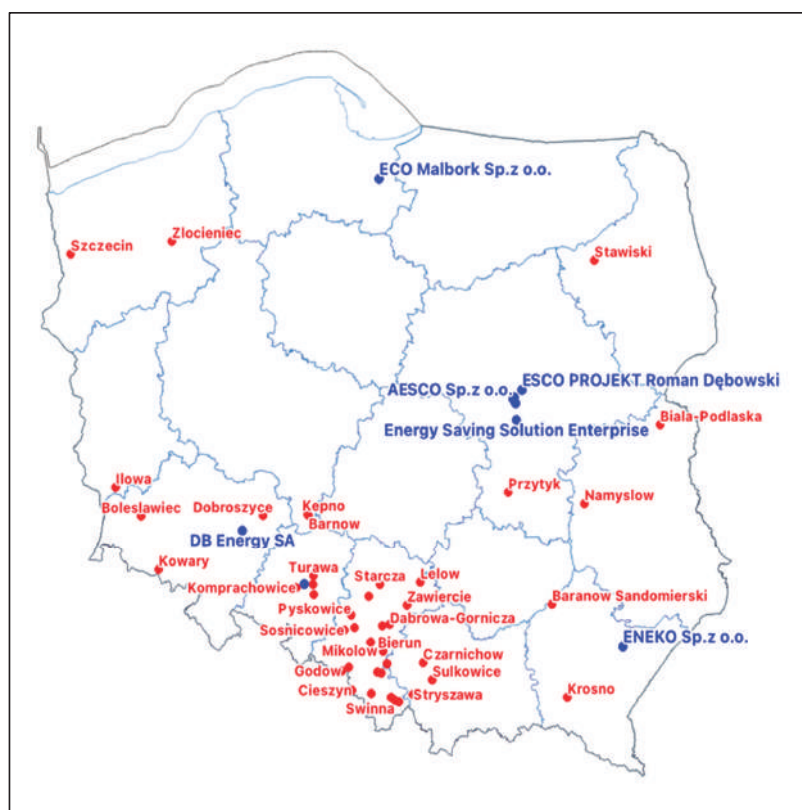 ECO Malbork Sp.z o.o.
Zlocieniec
Szczecin
Stawiski
ESCO PROJEKT Roman Dębowski
AESCO Sp.z o.o.
Energy Saving Solution Enterprise
Biala-Podlaska
Ilowa
Przytyk
Namyslow
Boleslawiec
Dobroszyce
Kepno
Barnow
DB Energy SA
Kowary
Turawa
Komprachowice
Starcza
Lelow
Zawiercie
Baranow Sandomierski
Pyskowice
Dabrowa-Gornicza
Sosnicowice
Bierun
ENEKO Sp.z o.o.
Mikolow
Czarnichow
Godow
Sulkowice
Cieszyn
Stryszawa
Krosno
Swinna